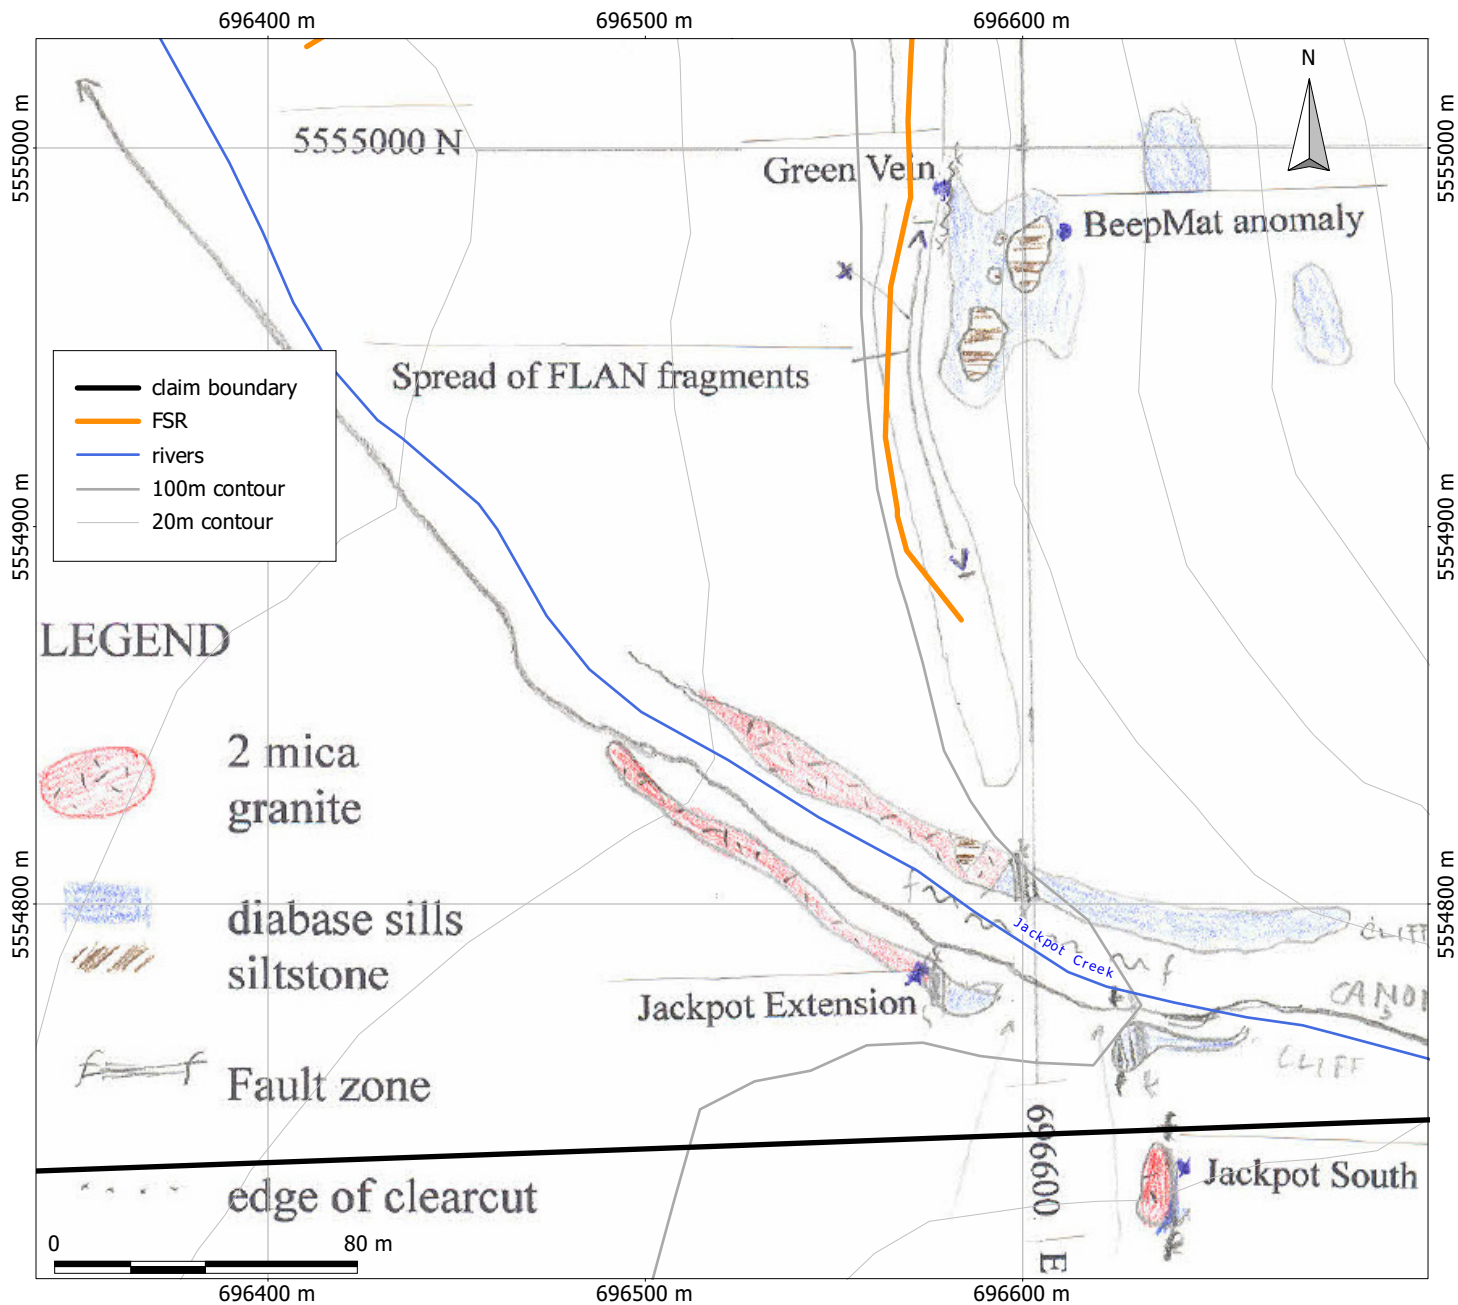 696400 m
696500 m
696600 m
N
5555000 m
5555000 m
5555000 N
Green Vein
BeepMat anomaly
Spread of FLAN fragments
claim boundary
FSR
rivers
100m contour
20m contour
5554900 m
5554900 m
LEGEND
2 mica
granite
5554800 m
5554800 m
diabase sills
siltstone
Jackpot Creek
CLIFF
Jackpot Extension
CANO
CLIFF
f f
Fault zone
696600 E
Jackpot South
edge of clearcut
0 80 m
696400 m
696500 m
696600 m